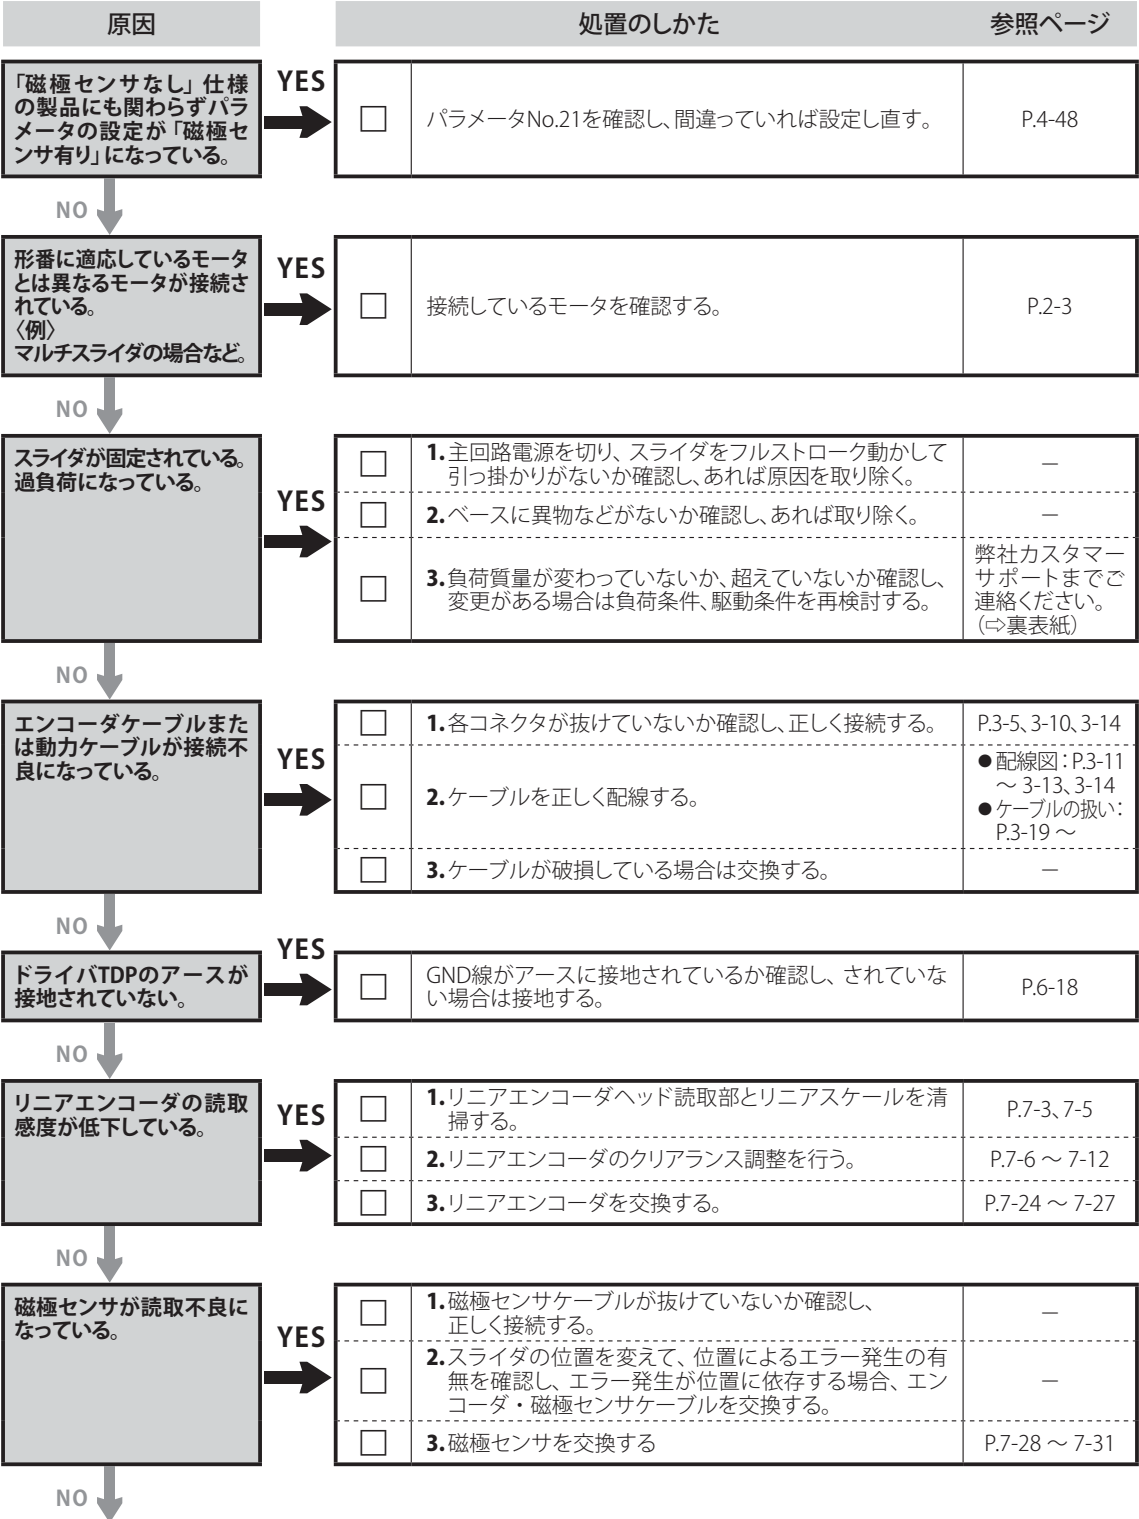 原因
処置のしかた
参照ページ
「磁極センサなし」仕様
の製品にも関わらずパラ
メータの設定が「磁極セ
ンサ有り」になっている。
YES
パラメータNo.21を確認し、間違っていれば設定し直す。
P.4-48
NO
形番に適応しているモータ
とは異なるモータが接続さ
れている。
〈例〉
マルチスライダの場合など。
YES
接続しているモータを確認する。
P.2-3
NO
スライダが固定されている。
過負荷になっている。
YES
1.主回路電源を切り、スライダをフルストローク動かして
引っ掛かりがないか確認し、あれば原因を取り除く。
－
2.ベースに異物などがないか確認し、あれば取り除く。
－
3.負荷質量が変わっていないか、超えていないか確認し、
変更がある場合は負荷条件、駆動条件を再検討する。
弊社カスタマー
サポートまでご
連絡ください。
（⇨裏表紙）
NO
エンコーダケーブルまた
は動力ケーブルが接続不
良になっている。
YES
1.各コネクタが抜けていないか確認し、正しく接続する。
P.3-5、3-10、3-14
2.ケーブルを正しく配線する。
●配線図：P.3-11
～ 3-13、3-14
●ケーブルの扱い：
P.3-19 ～
3.ケーブルが破損している場合は交換する。
－
NO
ドライバTDPのアースが
接地されていない。
YES
GND線がアースに接地されているか確認し、されていな
い場合は接地する。
P.6-18
NO
リニアエンコーダの読取
感度が低下している。
YES
1.リニアエンコーダヘッド読取部とリニアスケールを清
掃する。
P.7-3、7-5
2.リニアエンコーダのクリアランス調整を行う。
P.7-6 ～ 7-12
3.リニアエンコーダを交換する。
P.7-24 ～ 7-27
NO
磁極センサが読取不良に
なっている。
YES
1.磁極センサケーブルが抜けていないか確認し、
正しく接続する。
－
2.スライダの位置を変えて、位置によるエラー発生の有
無を確認し、エラー発生が位置に依存する場合、エン
コーダ・磁極センサケーブルを交換する。
－
3.磁極センサを交換する
P.7-28 ～ 7-31
NO